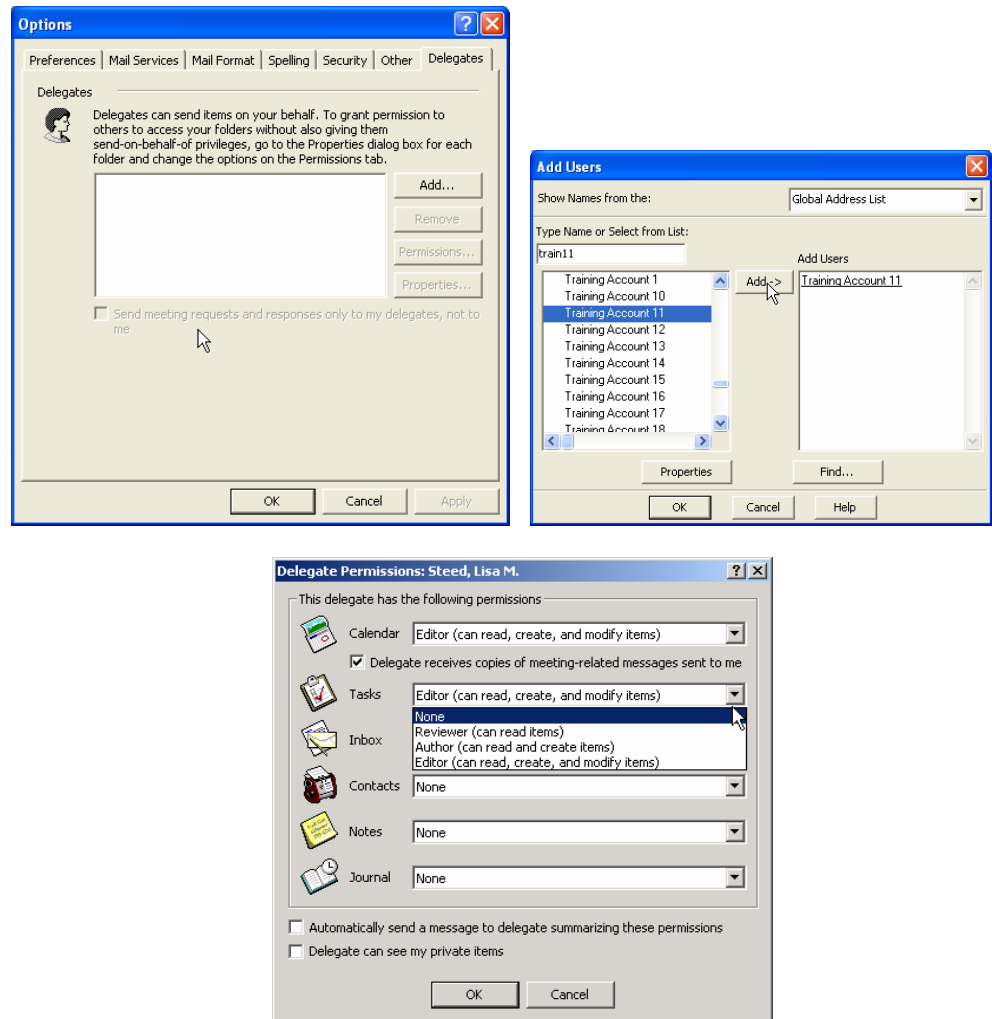 Options
Preferences Mail Services Mail Format Spelling Security Other Delegates
Delegates
Delegates can send items on your behalf. To grant permission to
others to access your folders without also giving them
send-on-behalf-of privileges, go to the Properties dialog box for each
folder and change the options on the Permissions tab.
Add...
Remove
Permissions...
Properties...
Send meeting requests and responses only to my delegates, not to
me
OK Cancel Apply
Add Users
Show Names from the: Global Address List
Type Name or Select from List:
train11
Add Users
Training Account 1
Training Account 10
Training Account 11
Training Account 12
Training Account 13
Training Account 14
Training Account 15
Training Account 16
Training Account 17
Training Account 18
Add ->
Training Account 11
Properties Find...
OK Cancel Help
Delegate Permissions: Steed, Lisa M.
This delegate has the following permissions
Calendar Editor (can read, create, and modify items)
Delegate receives copies of meeting-related messages sent to me
Tasks Editor (can read, create, and modify items)
None
Reviewer (can read items)
Author (can read and create items)
Editor (can read, create, and modify items)
Inbox
Contacts None
Notes None
Journal None
Automatically send a message to delegate summarizing these permissions
Delegate can see my private items
OK Cancel